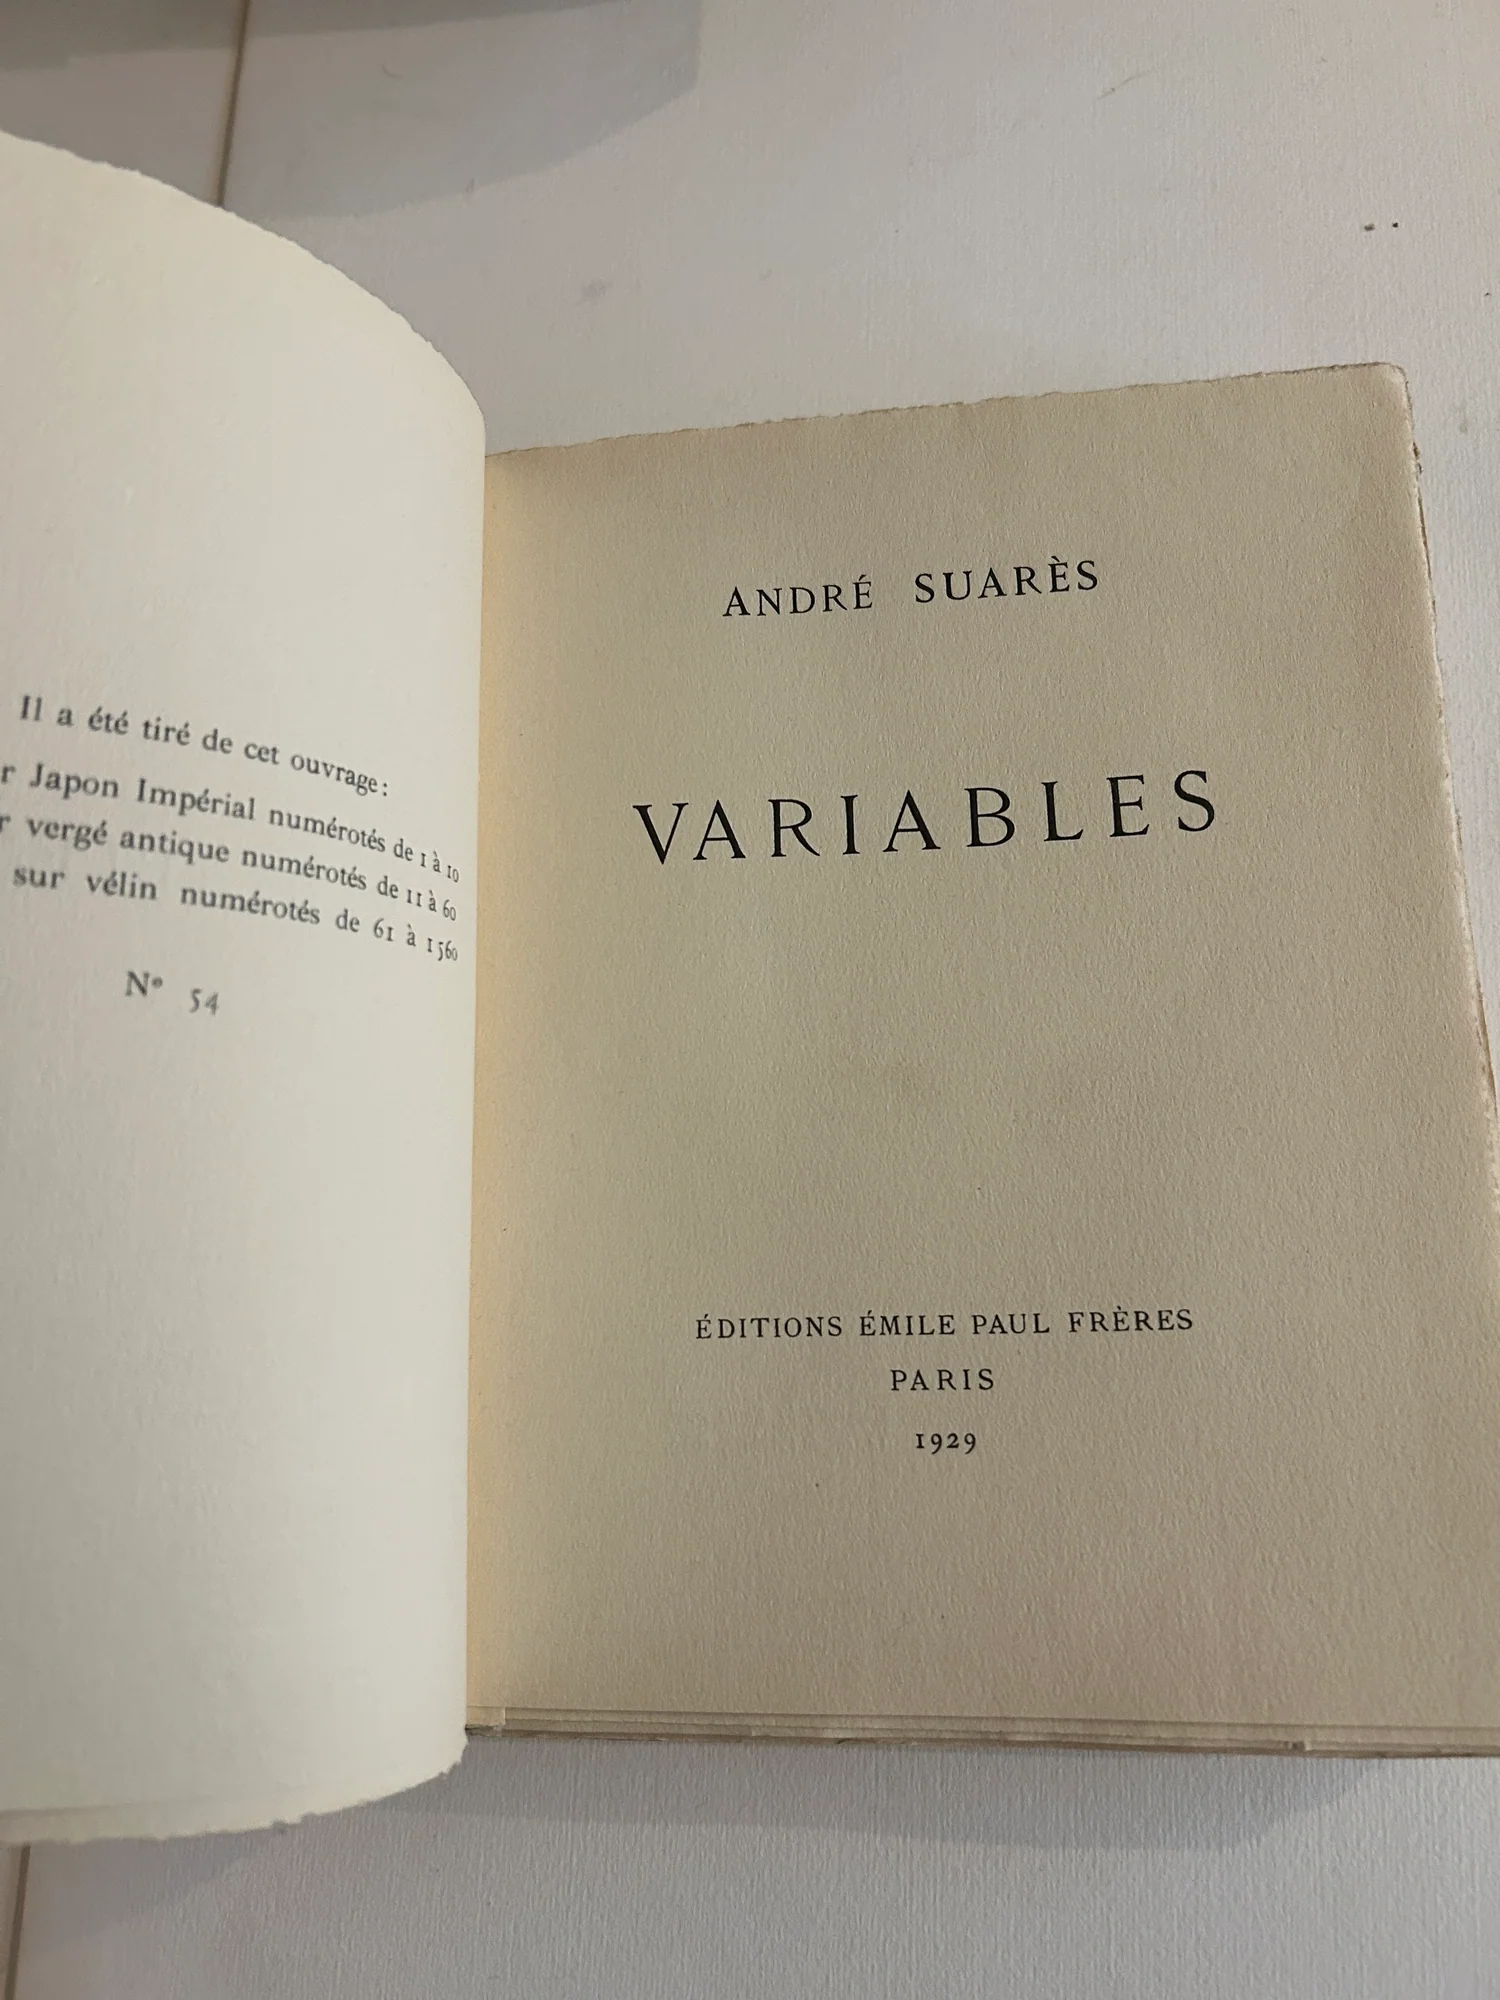 Il a été tiré de cet ouvrage:
r Japon Impérial numérotés de 1 à 10
r vergé antique numérotés de 11 à 60
sur vélin numérotés de 61 à 1560
Nº 54
ANDRÉ SUARÈS
VARIABLES
ÉDITIONS ÉMILE PAUL FRÈRES
PARIS
1929